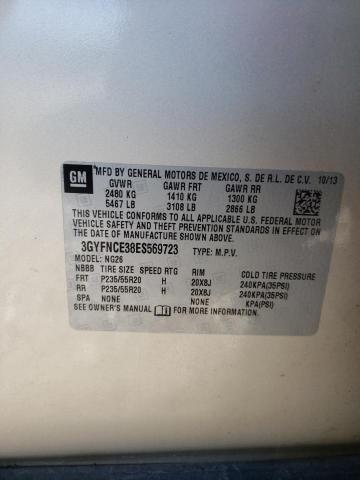 GM
MFD BY GENERAL MOTORS DE MEXICO, S. DE R.L. DE C.V. 10/13
GVWR GAWR FRT GAWR RR
2480 KG 1410 KG 1300 KG
5467 LB 3108 LB 2866 LB
THIS VEHICLE CONFORMS TO ALL APPLICABLE U.S. FEDERAL MOTOR
VEHICLE SAFETY, BUMPER, AND THEFT PREVENTION STANDARDS
IN EFFECT ON THE DATE OF MANUFACTURE SHOWN ABOVE.
3GYFNCE38ES569723 TYPE: M.P.V.
MODEL: NG26
NBBB TIRE SIZE SPEED RTG RIM COLD TIRE PRESSURE
FRT P235/55R20 H 20X8J 240KPA(35PSI)
RR P235/55R20 H 20X8J 240KPA(35PSI)
SPA NONE NONE KPA(PSI)
SEE OWNER'S MANUAL FOR MORE INFORMATION.